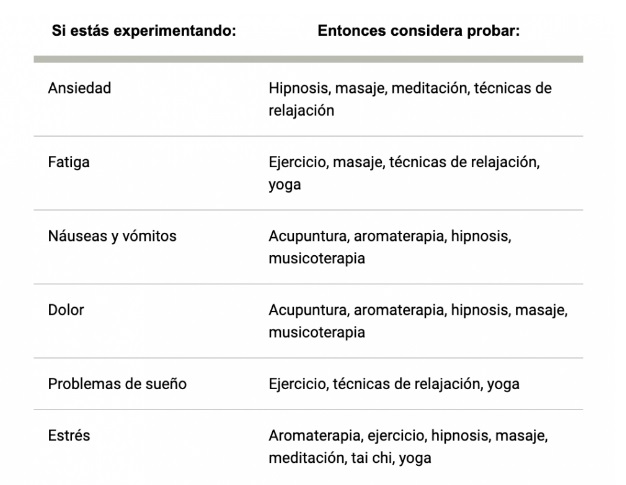 Si estás experimentando: Entonces considera probar:
Ansiedad Hipnosis, masaje, meditación, técnicas de
relajación
Fatiga Ejercicio, masaje, técnicas de relajación,
yoga
Náuseas y vómitos Acupuntura, aromaterapia, hipnosis,
musicoterapia
Dolor Acupuntura, aromaterapia, hipnosis, masaje,
musicoterapia
Problemas de sueño Ejercicio, técnicas de relajación, yoga
Estrés Aromaterapia, ejercicio, hipnosis, masaje,
meditación, tai chi, yoga